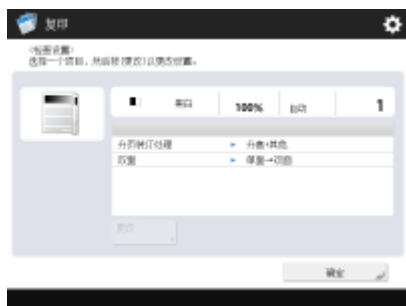 复印
<检查设置>
选择一个项目，然后按[更改]以更改设置。
黑白 100% 自动 1
分页装订处理 ▶ 分套+其他
双面 ▶ 单面→双面
更改
确定